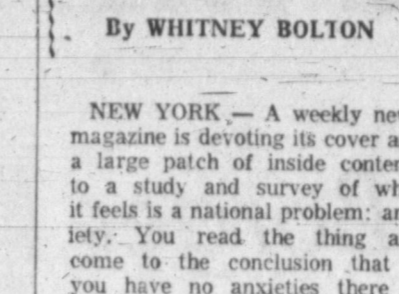 By WHITNEY BOLTON
NEW YORK — A weekly ne
magazine is devoting its cover a
a large patch of inside conte
to a study and survey of wh
it feels is a national problem: an
iety. You read the thing a
come to the conclusion that
you have no anxieties there